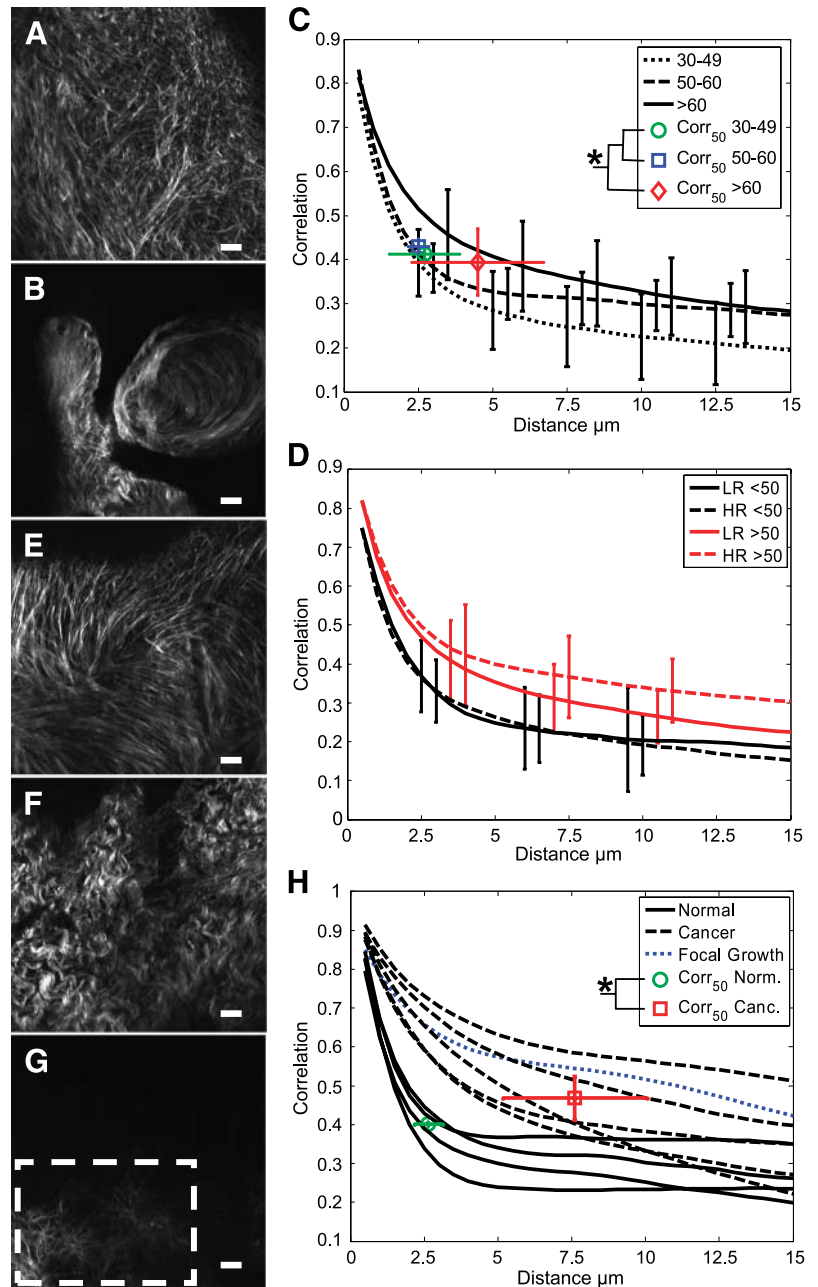 A
B
E
F
G
C
0.9
0.8
0.7
0.6
0.5
0.4
0.3
0.2
0.1
Correlation
0 2.5 5 7.5 10 12.5 15
Distance µm
30-49
50-60
>60
Corr50 30-49
Corr50 50-60
Corr50 >60
*
D
0.9
0.8
0.7
0.6
0.5
0.4
0.3
0.2
0.1
0
Correlation
0 2.5 5 7.5 10 12.5 15
Distance µm
LR <50
HR <50
LR >50
HR >50
H
1
0.9
0.8
0.7
0.6
0.5
0.4
0.3
0.2
0.1
Correlation
0 2.5 5 7.5 10 12.5 15
Distance µm
Normal
Cancer
Focal Growth
Corr50 Norm.
Corr50 Canc.
*